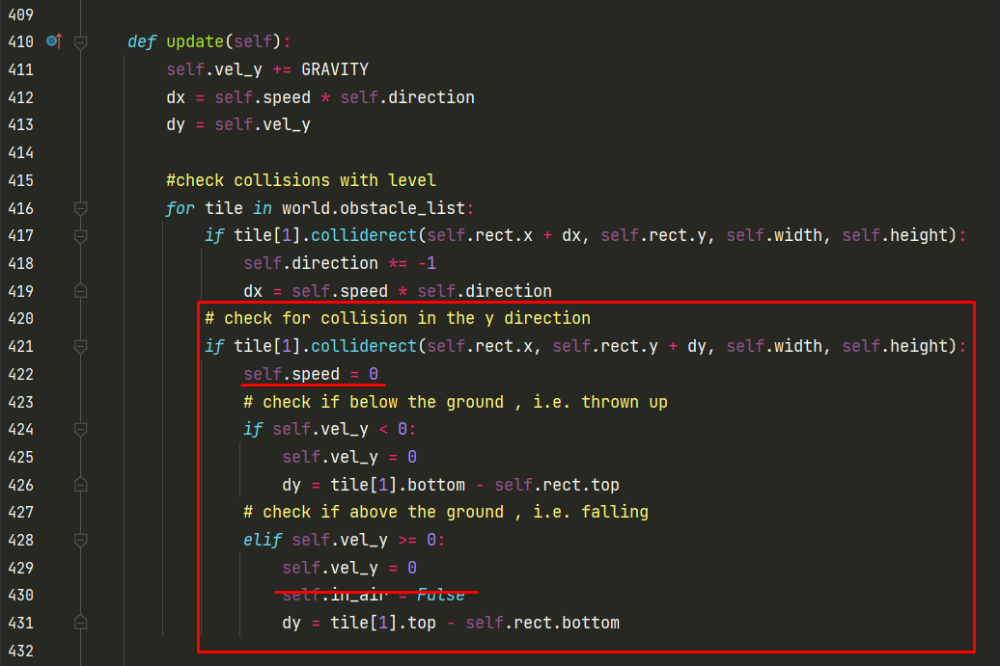 409
410 def update(self):
411 self.vel_y += GRAVITY
412 dx = self.speed * self.direction
413 dy = self.vel_y
414
415 #check collisions with level
416 for tile in world.obstacle_list:
417 if tile[1].colliderect(self.rect.x + dx, self.rect.y, self.width, self.height):
418 self.direction *= -1
419 dx = self.speed * self.direction
420 # check for collision in the y direction
421 if tile[1].colliderect(self.rect.x, self.rect.y + dy, self.width, self.height):
422 self.speed = 0
423 # check if below the ground , i.e. thrown up
424 if self.vel_y < 0:
425 self.vel_y = 0
426 dy = tile[1].bottom - self.rect.top
427 # check if above the ground , i.e. falling
428 elif self.vel_y >= 0:
429 self.vel_y = 0
430 self.in_air = False
431 dy = tile[1].top - self.rect.bottom
432